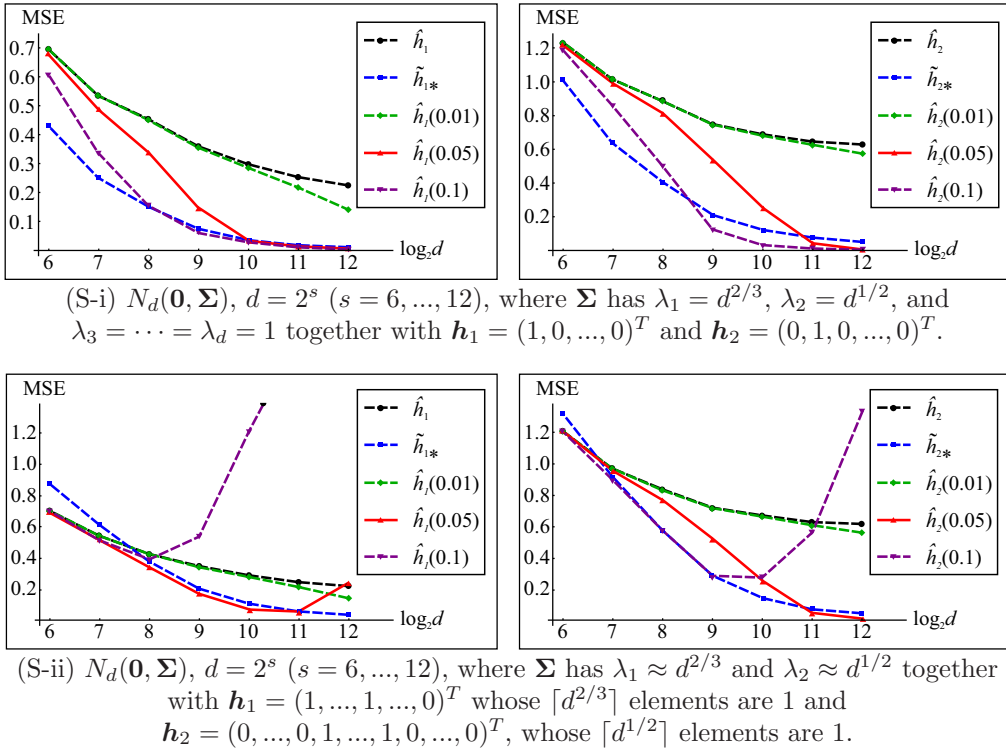 MSE
0.7
0.6
0.5
0.4
0.3
0.2
0.1
6 7 8 9 10 11 12
log₂d
ĥ₁
h̃₁*
ĥ₁(0.01)
ĥ₁(0.05)
ĥ₁(0.1)
MSE
1.2
1.0
0.8
0.6
0.4
0.2
6 7 8 9 10 11 12
log₂d
ĥ₂
h̃₂*
ĥ₂(0.01)
ĥ₂(0.05)
ĥ₂(0.1)
(S-i) N_d(0, Σ), d = 2^s (s = 6, ..., 12), where Σ has λ₁ = d^{2/3}, λ₂ = d^{1/2}, and
λ₃ = ⋯ = λ_d = 1 together with h₁ = (1, 0, ..., 0)^T and h₂ = (0, 1, 0, ..., 0)^T.
MSE
1.2
1.0
0.8
0.6
0.4
0.2
6 7 8 9 10 11 12
log₂d
ĥ₁
h̃₁*
ĥ₁(0.01)
ĥ₁(0.05)
ĥ₁(0.1)
MSE
1.2
1.0
0.8
0.6
0.4
0.2
6 7 8 9 10 11 12
log₂d
ĥ₂
h̃₂*
ĥ₂(0.01)
ĥ₂(0.05)
ĥ₂(0.1)
(S-ii) N_d(0, Σ), d = 2^s (s = 6, ..., 12), where Σ has λ₁ ≈ d^{2/3} and λ₂ ≈ d^{1/2} together
with h₁ = (1, ..., 1, ..., 0)^T whose ⌈d^{2/3}⌉ elements are 1 and
h₂ = (0, ..., 0, 1, ..., 1, 0, ..., 0)^T, whose ⌈d^{1/2}⌉ elements are 1.